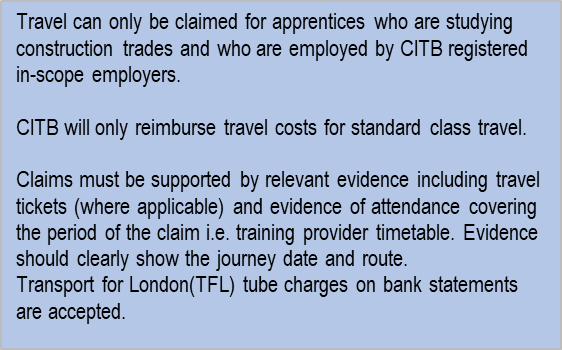 Travel can only be claimed for apprentices who are studying
construction trades and who are employed by CITB registered
in-scope employers.
CITB will only reimburse travel costs for standard class travel.
Claims must be supported by relevant evidence including travel
tickets (where applicable) and evidence of attendance covering
the period of the claim i.e. training provider timetable. Evidence
should clearly show the journey date and route.
Transport for London(TFL) tube charges on bank statements
are accepted.